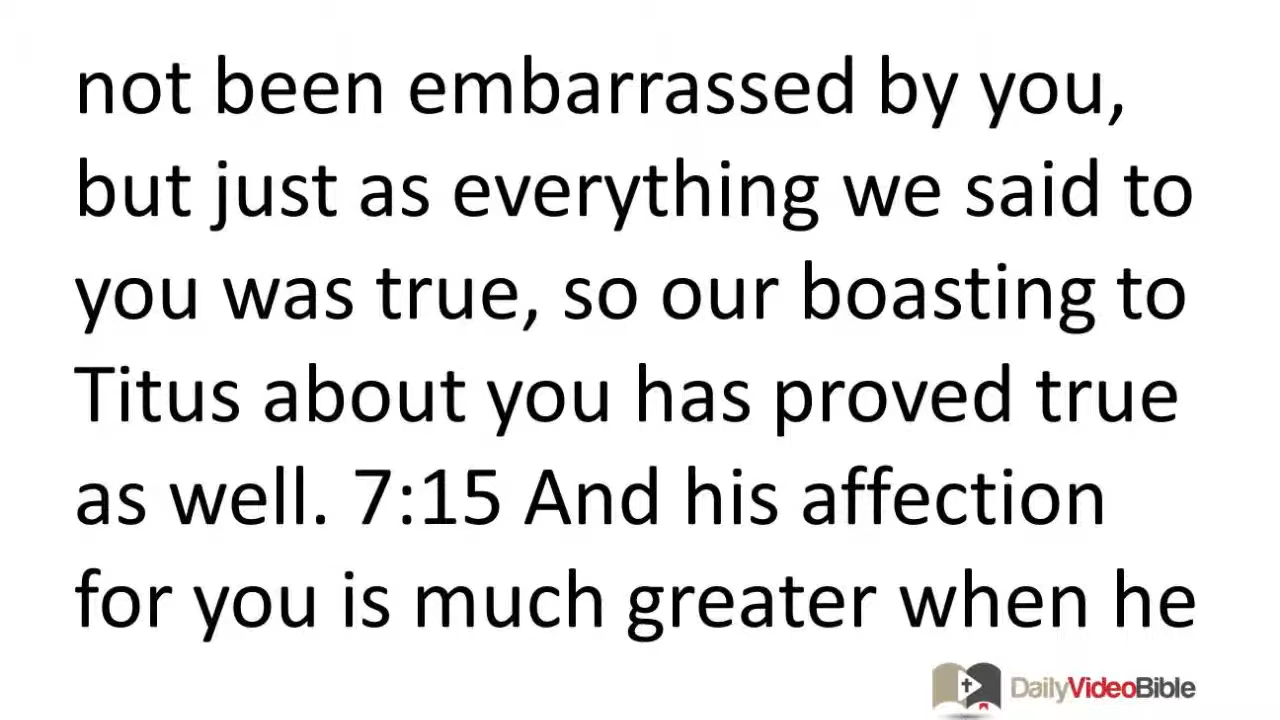 not been embarrassed by you,
but just as everything we said to
you was true, so our boasting to
Titus about you has proved true
as well. 7:15 And his affection
for you is much greater when he
DailyVideoBible